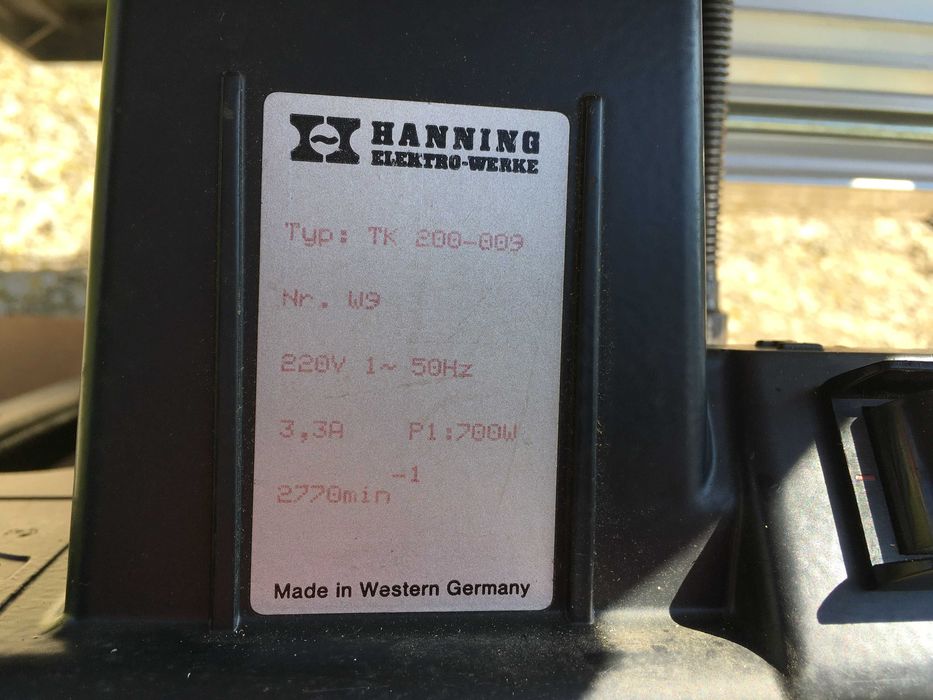 HANNING
ELEKTRO-WERKE
Typ: TK 200-009
Nr. W9
220V 1~ 50Hz
3,3A P1:700W
2770min-1
Made in Western Germany